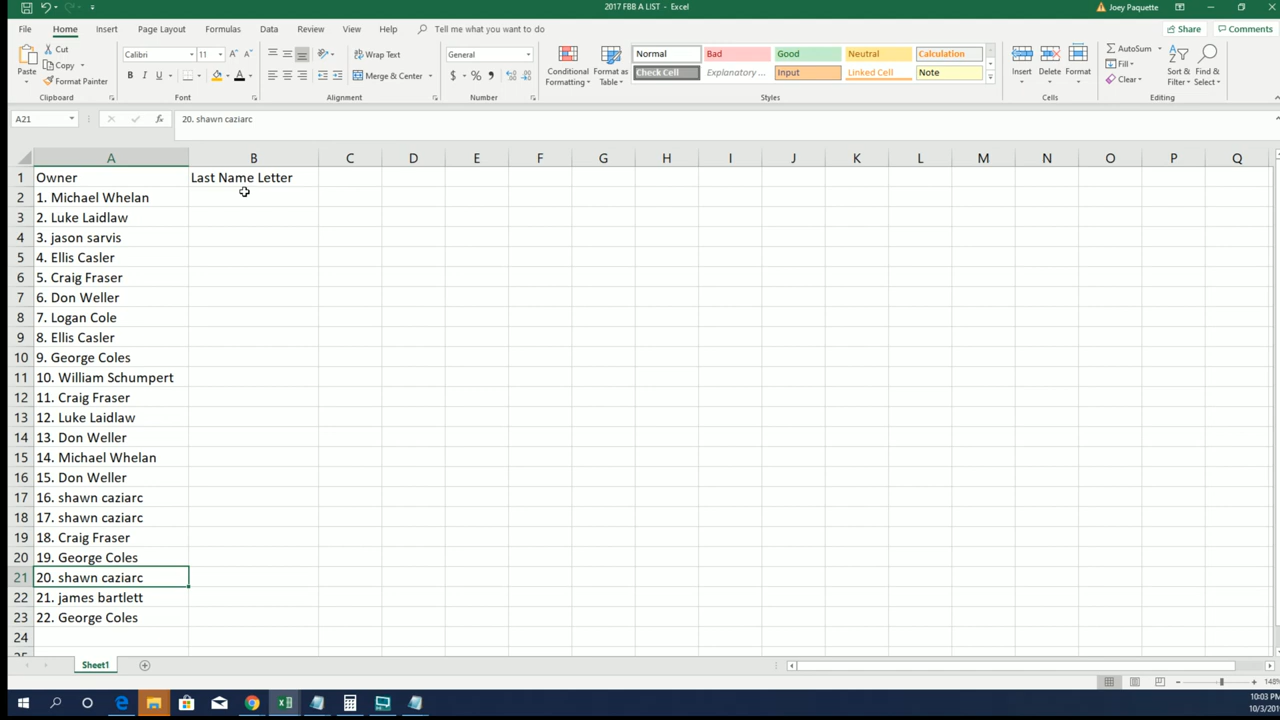 2017 FBB A LIST - Excel
Joey Paquette
File Home Insert Page Layout Formulas Data Review View Help Tell me what you want to do Share Comments
Paste
Cut
Copy
Format Painter
Clipboard
Calibri 11
B I U
Font
Wrap Text
Merge & Center
Alignment
General
$ % ,
Number
Conditional Formatting
Format as Table
Normal Bad Good Neutral Calculation
Check Cell Explanatory ... Input Linked Cell Note
Styles
Insert Delete Format
Cells
AutoSum
Fill
Clear
Sort & Filter
Find & Select
Editing
A21 fx 20. shawn caziarc
A B C D E F G H I J K L M N O P Q
1 Owner Last Name Letter
2 1. Michael Whelan
3 2. Luke Laidlaw
4 3. jason sarvis
5 4. Ellis Casler
6 5. Craig Fraser
7 6. Don Weller
8 7. Logan Cole
9 8. Ellis Casler
10 9. George Coles
11 10. William Schumpert
12 11. Craig Fraser
13 12. Luke Laidlaw
14 13. Don Weller
15 14. Michael Whelan
16 15. Don Weller
17 16. shawn caziarc
18 17. shawn caziarc
19 18. Craig Fraser
20 19. George Coles
21 20. shawn caziarc
22 21. james bartlett
23 22. George Coles
24
25
Sheet1
148%
10:03 PM
10/3/201